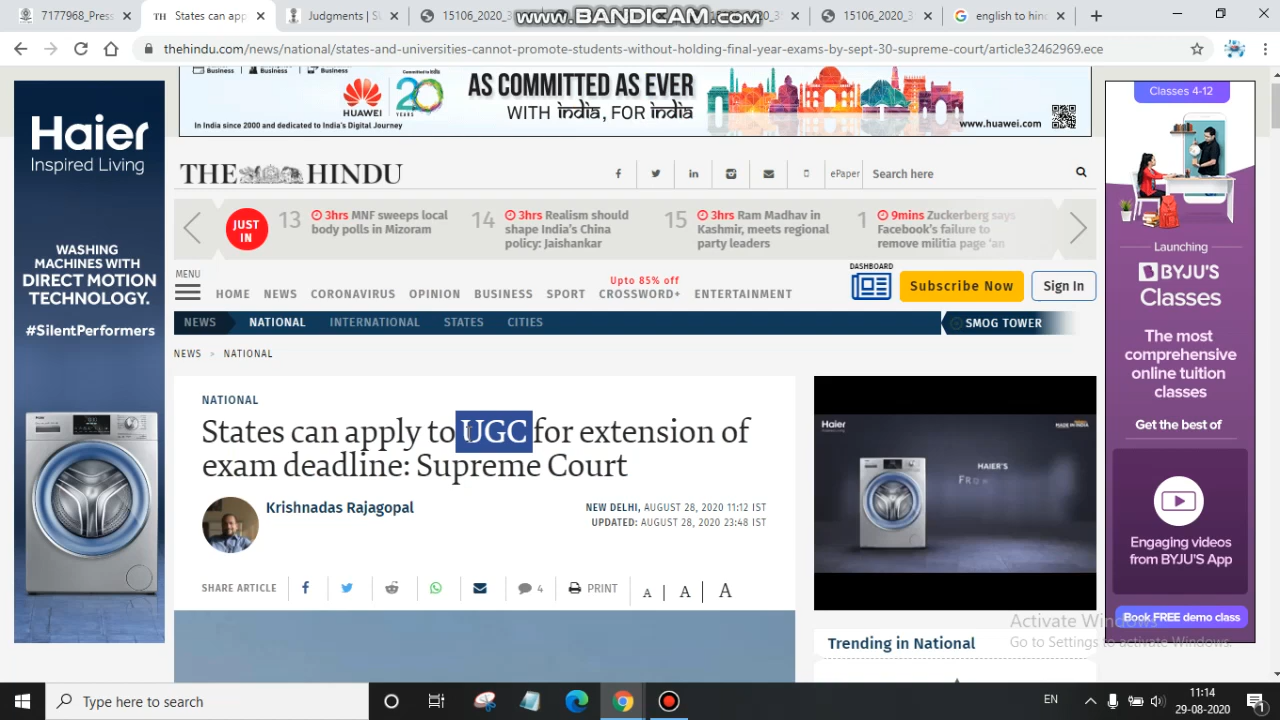 www.BANDICAM.com
7177968_Press
States can ap
Judgments | S
15106_2020_3
15106_2020_3
english to hin
thehindu.com/news/national/states-and-universities-cannot-promote-students-without-holding-final-year-exams-by-sept-30-supreme-court/article32462969.ece
Business
Business
Business
HUAWEI
20 YEARS
AS COMMITTED AS EVER
WITH india, FOR india
In India since 2000 and dedicated to India's Digital Journey
www.huawei.com
Haier
Inspired Living
WASHING
MACHINES WITH
DIRECT MOTION
TECHNOLOGY.
#SilentPerformers
THE HINDU
ePaper
Search here
JUST IN
13 3hrs MNF sweeps local
body polls in Mizoram
14 3hrs Realism should
shape India's China
policy: Jaishankar
15 3hrs Ram Madhav in
Kashmir, meets regional
party leaders
1 9mins Zuckerberg says
Facebook's failure to
remove militia page 'an
MENU
HOME NEWS CORONAVIRUS OPINION BUSINESS SPORT CROSSWORD+ ENTERTAINMENT
Upto 85% off
DASHBOARD
Subscribe Now
Sign In
NEWS NATIONAL INTERNATIONAL STATES CITIES
SMOG TOWER
NEWS > NATIONAL
NATIONAL
States can apply to UGC for extension of
exam deadline: Supreme Court
Krishnadas Rajagopal
NEW DELHI, AUGUST 28, 2020 11:12 IST
UPDATED: AUGUST 28, 2020 23:48 IST
SHARE ARTICLE
4
PRINT
A | A | A
Haier
MADE IN INDIA
HAIER'S
FRO
Trending in National
Classes 4-12
Launching
BYJU'S
Classes
The most
comprehensive
online tuition
classes
Get the best of
Engaging videos
from BYJU'S App
Book FREE demo class
Activate Windows
Go to Settings to activate Windows.
Type here to search
EN
11:14
29-08-2020
1